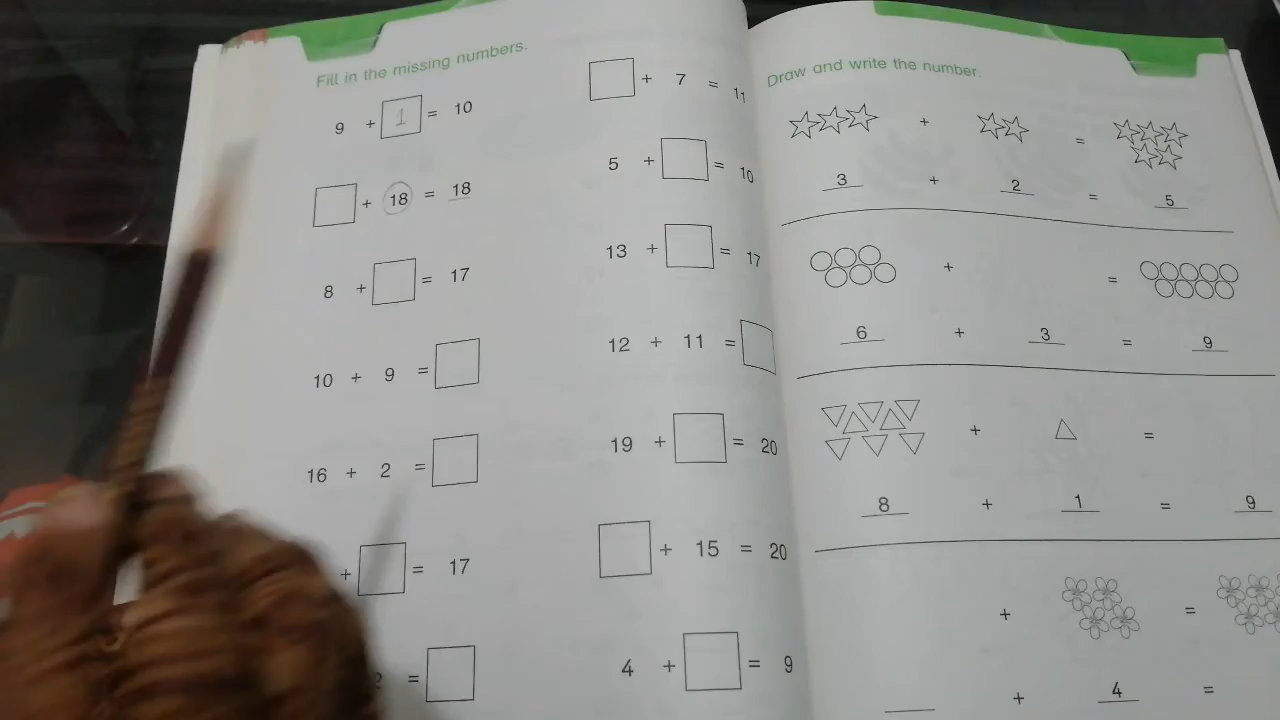 Fill in the missing numbers.
9 + 1 = 10
+ 18 = 18
8 + = 17
10 + 9 =
16 + 2 =
+ = 17
2 =
+ 7 = 11
5 + = 10
13 + = 17
12 + 11 =
19 + = 20
+ 15 = 20
4 + = 9
Draw and write the number.
+ =
3 + 2 = 5
+ =
6 + 3 = 9
+ =
8 + 1 = 9
+ =
+ 4 =